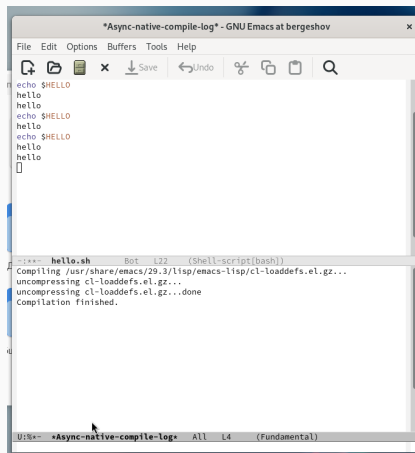 *Async-native-compile-log* - GNU Emacs at bergeshov
File Edit Options Buffers Tools Help
Save Undo
echo $HELLO
hello
hello
echo $HELLO
hello
echo $HELLO
hello
hello
-:**- hello.sh Bot L22 (Shell-script[bash])
Compiling /usr/share/emacs/29.3/lisp/emacs-lisp/cl-loaddefs.el.gz...
uncompressing cl-loaddefs.el.gz...
uncompressing cl-loaddefs.el.gz...done
Compilation finished.
U:%*- *Async-native-compile-log* All L4 (Fundamental)